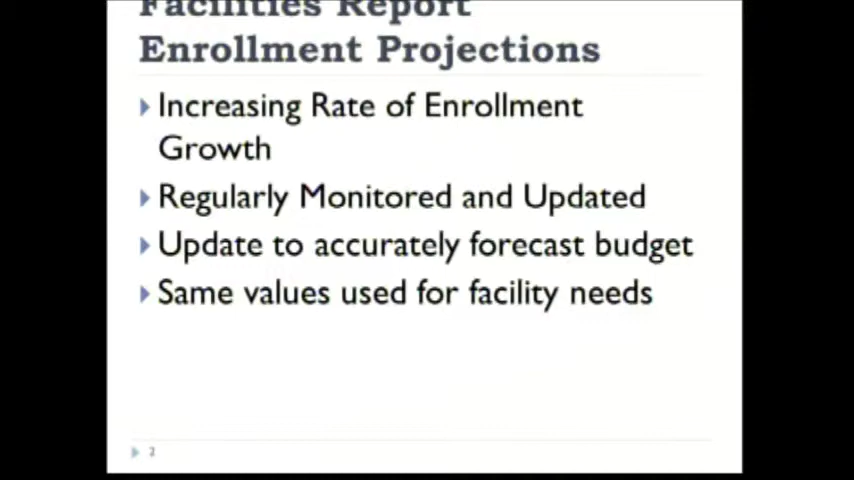 Facilities Report
Enrollment Projections
Increasing Rate of Enrollment
Growth
Regularly Monitored and Updated
Update to accurately forecast budget
Same values used for facility needs
2